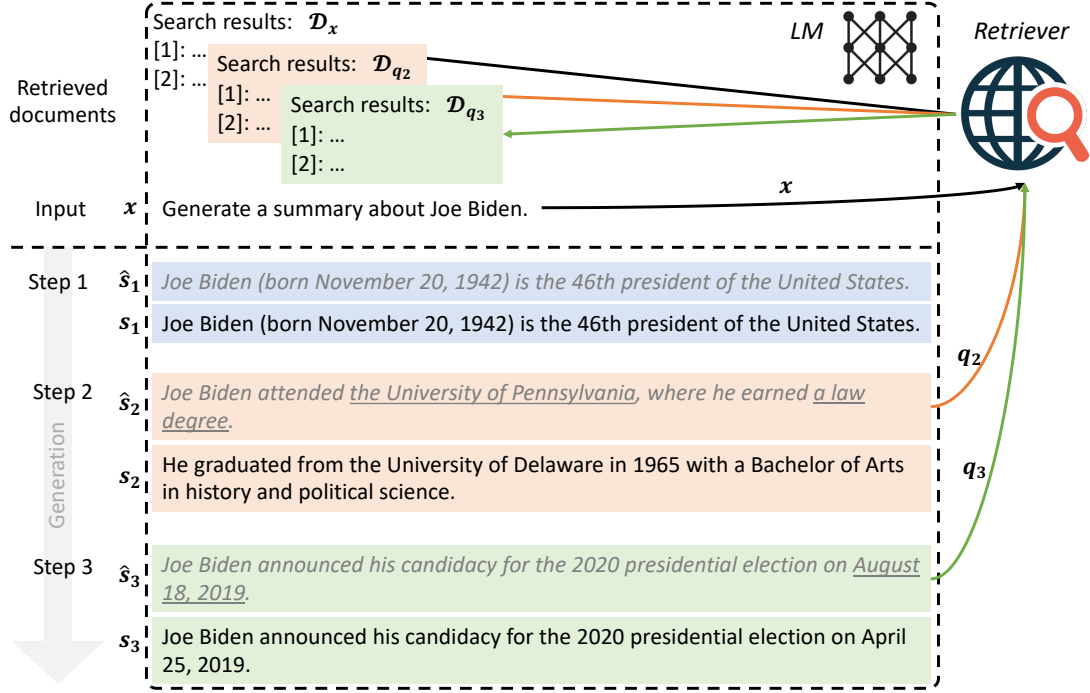 Search results: 𝓓ₓ
[1]: …
[2]: …
Search results: 𝓓_q₂
[1]: …
[2]: …
Search results: 𝓓_q₃
[1]: …
[2]: …
LM
Retriever
Retrieved
documents
x
Input x Generate a summary about Joe Biden.
Step 1 ŝ₁ Joe Biden (born November 20, 1942) is the 46th president of the United States.
s₁ Joe Biden (born November 20, 1942) is the 46th president of the United States.
q₂
Step 2 ŝ₂ Joe Biden attended the University of Pennsylvania, where he earned a law
degree.
s₂ He graduated from the University of Delaware in 1965 with a Bachelor of Arts
in history and political science.
q₃
Generation
Step 3 ŝ₃ Joe Biden announced his candidacy for the 2020 presidential election on August
18, 2019.
s₃ Joe Biden announced his candidacy for the 2020 presidential election on April
25, 2019.